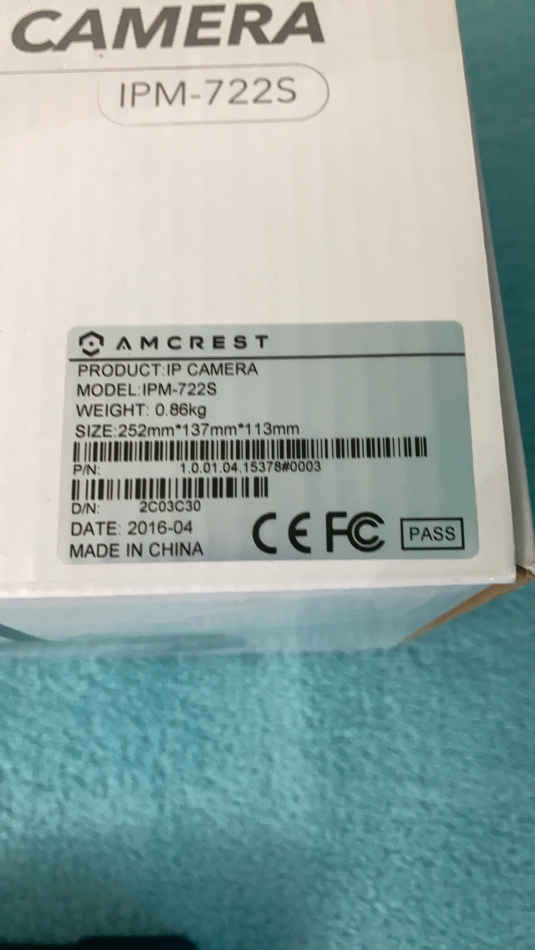 CAMERA
IPM-722S
AMCREST
PRODUCT:IP CAMERA
MODEL:IPM-722S
WEIGHT: 0.86kg
SIZE:252mm*137mm*113mm
P/N: 1.0.01.04.15378#0003
D/N: 2C03C30
DATE: 2016-04
MADE IN CHINA
CE FC PASS